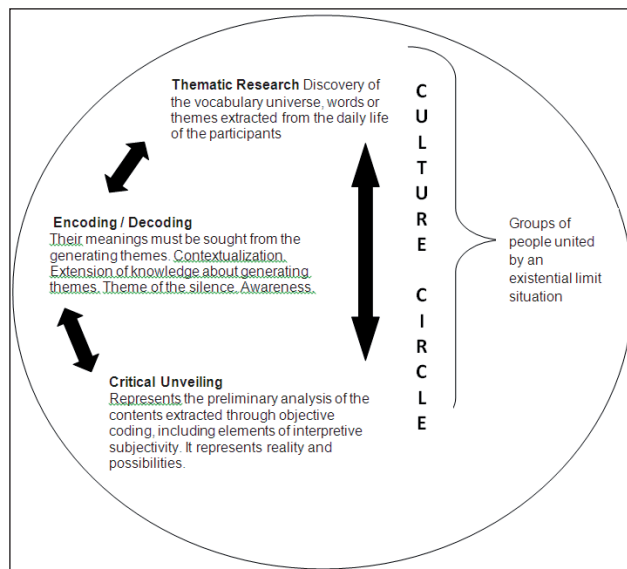 Thematic Research Discovery of
the vocabulary universe, words or
themes extracted from the daily life
of the participants
Encoding / Decoding
Their meanings must be sought from the
generating themes. Contextualization.
Extension of knowledge about generating
themes. Theme of the silence. Awareness.
Critical Unveiling
Represents the preliminary analysis of the
contents extracted through objective
coding, including elements of interpretive
subjectivity. It represents reality and
possibilities.
CULTURE CIRCLE
Groups of
people united
by an
existential limit
situation